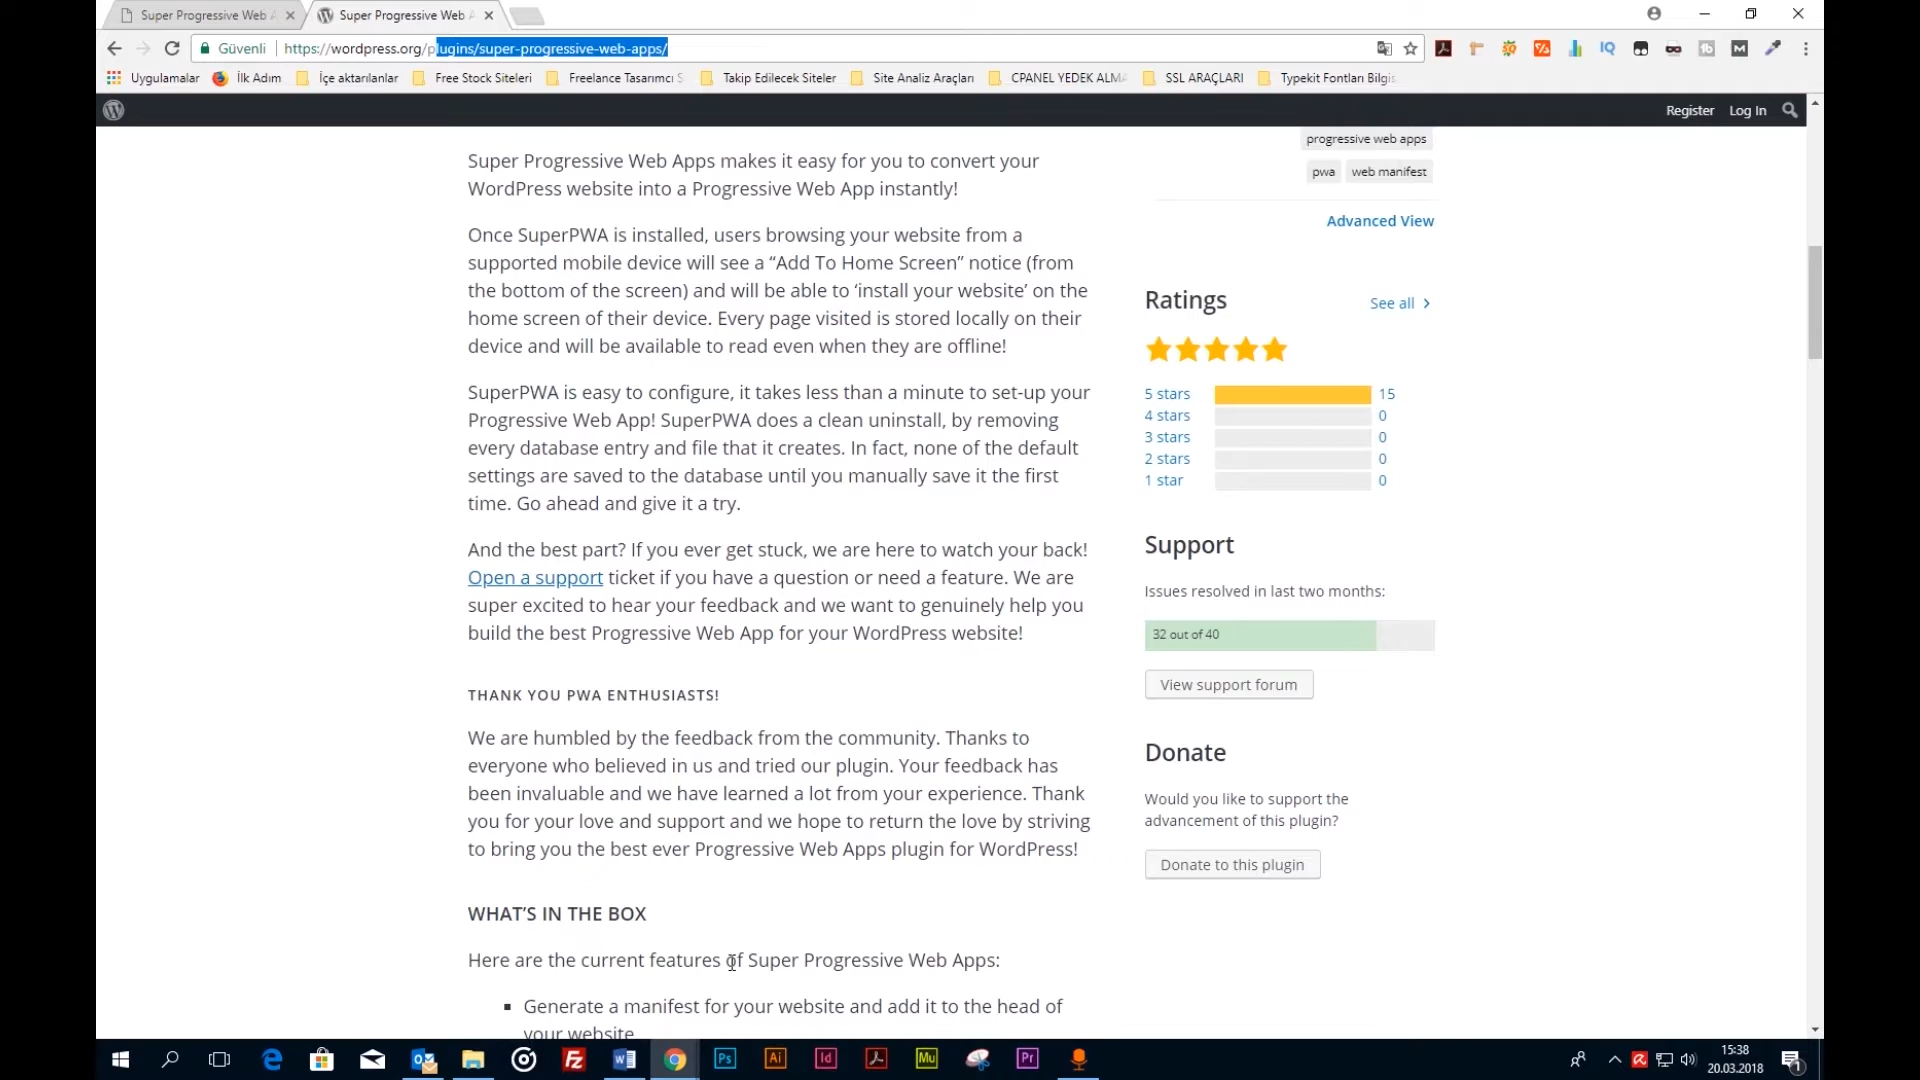 Super Progressive Web A
Super Progressive Web A
Güvenli
https://wordpress.org/plugins/super-progressive-web-apps/
Uygulamalar
İlk Adım
İçe aktarılanlar
Free Stock Siteleri
Freelance Tasarımcı S
Takip Edilecek Siteler
Site Analiz Araçları
CPANEL YEDEK ALMA
SSL ARAÇLARI
Typekit Fontları Bilgis
Register
Log In
Super Progressive Web Apps makes it easy for you to convert your
WordPress website into a Progressive Web App instantly!
Once SuperPWA is installed, users browsing your website from a
supported mobile device will see a “Add To Home Screen” notice (from
the bottom of the screen) and will be able to ‘install your website’ on the
home screen of their device. Every page visited is stored locally on their
device and will be available to read even when they are offline!
SuperPWA is easy to configure, it takes less than a minute to set-up your
Progressive Web App! SuperPWA does a clean uninstall, by removing
every database entry and file that it creates. In fact, none of the default
settings are saved to the database until you manually save it the first
time. Go ahead and give it a try.
And the best part? If you ever get stuck, we are here to watch your back!
Open a support ticket if you have a question or need a feature. We are
super excited to hear your feedback and we want to genuinely help you
build the best Progressive Web App for your WordPress website!
THANK YOU PWA ENTHUSIASTS!
We are humbled by the feedback from the community. Thanks to
everyone who believed in us and tried our plugin. Your feedback has
been invaluable and we have learned a lot from your experience. Thank
you for your love and support and we hope to return the love by striving
to bring you the best ever Progressive Web Apps plugin for WordPress!
WHAT’S IN THE BOX
Here are the current features of Super Progressive Web Apps:
Generate a manifest for your website and add it to the head of
your website.
progressive web apps
pwa
web manifest
Advanced View
Ratings
See all
5 stars
15
4 stars
0
3 stars
0
2 stars
0
1 star
0
Support
Issues resolved in last two months:
32 out of 40
View support forum
Donate
Would you like to support the
advancement of this plugin?
Donate to this plugin
15:38
20.03.2018